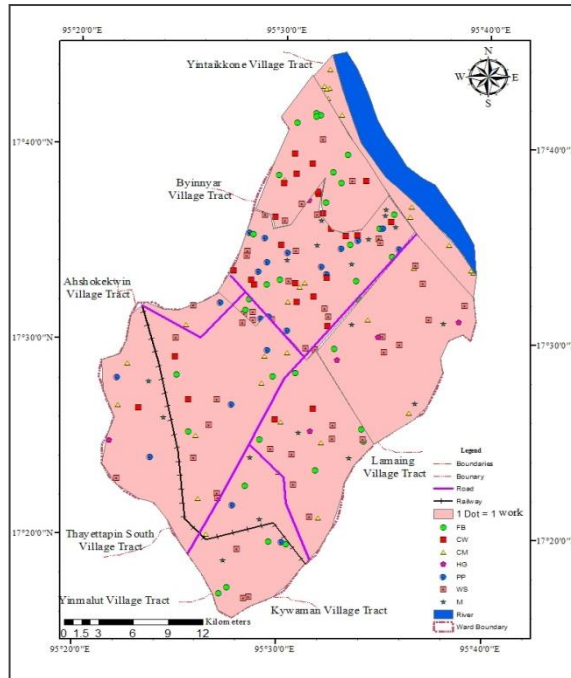 95°20'0"E 95°30'0"E 95°40'0"E
Yintaikkone Village Tract
N
W E
S
17°40'0"N 17°40'0"N
Byinnyar
Village Tract
Ahshokekwin
Village Tract
17°30'0"N 17°30'0"N
Lamaing
Village Tract
Legend
Boundaries
Bounary
Road
Railway
1 Dot = 1 work
FB
CW
CM
HG
PP
WS
M
River
Ward Boundary
Thayettapin South
Village Tract
17°20'0"N 17°20'0"N
Yinmalut Village Tract
Kywaman Village Tract
Kilometers
0 1.5 3 6 9 12
95°20'0"E 95°30'0"E 95°40'0"E